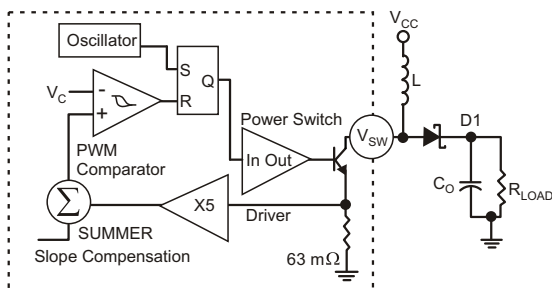 Oscillator
S
Q
R
V_C
-
+
PWM
Comparator
Power Switch
In Out
V_SW
V_CC
L
D1
C_O
R_LOAD
Σ
X5
Driver
SUMMER
Slope Compensation
63 mΩ